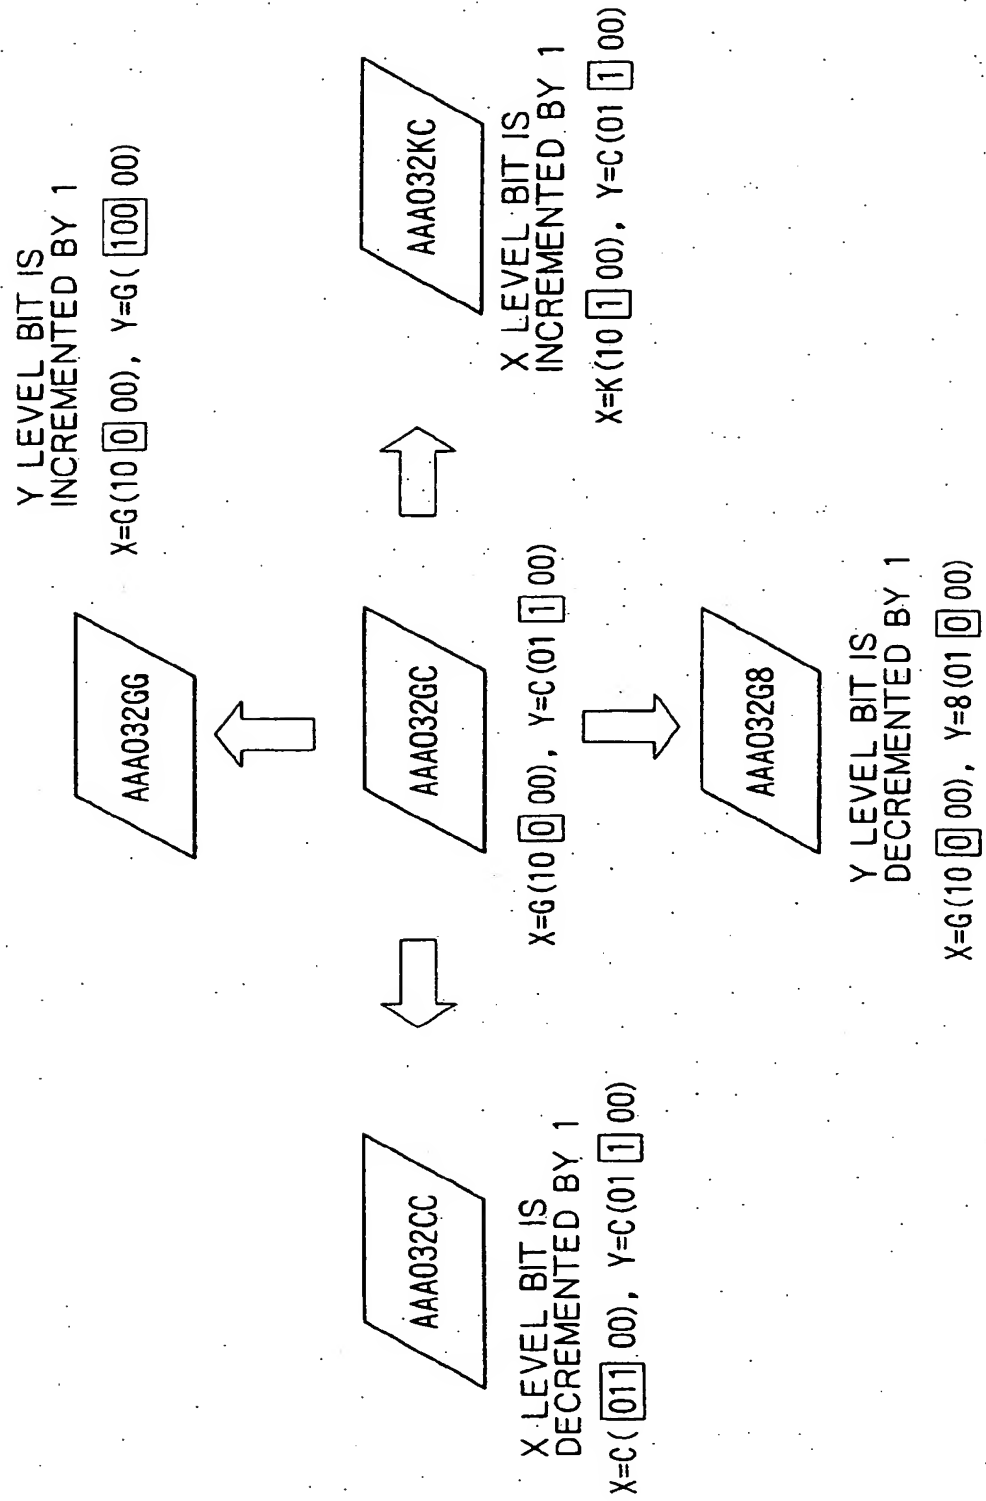 AAA032GG
Y LEVEL BIT IS
INCREMENTED BY 1
X=G(10 0 00), Y=G( 100 00)
AAA032CC
X LEVEL BIT IS
DECREMENTED BY 1
X=C( 011 00), Y=C(01 1 00)
AAA032GC
X=G(10 0 00), Y=C(01 1 00)
AAA032KC
X LEVEL BIT IS
INCREMENTED BY 1
X=K(10 1 00), Y=C(01 1 00)
AAA032G8
Y LEVEL BIT IS
DECREMENTED BY 1
X=G(10 0 00), Y=8(01 0 00)